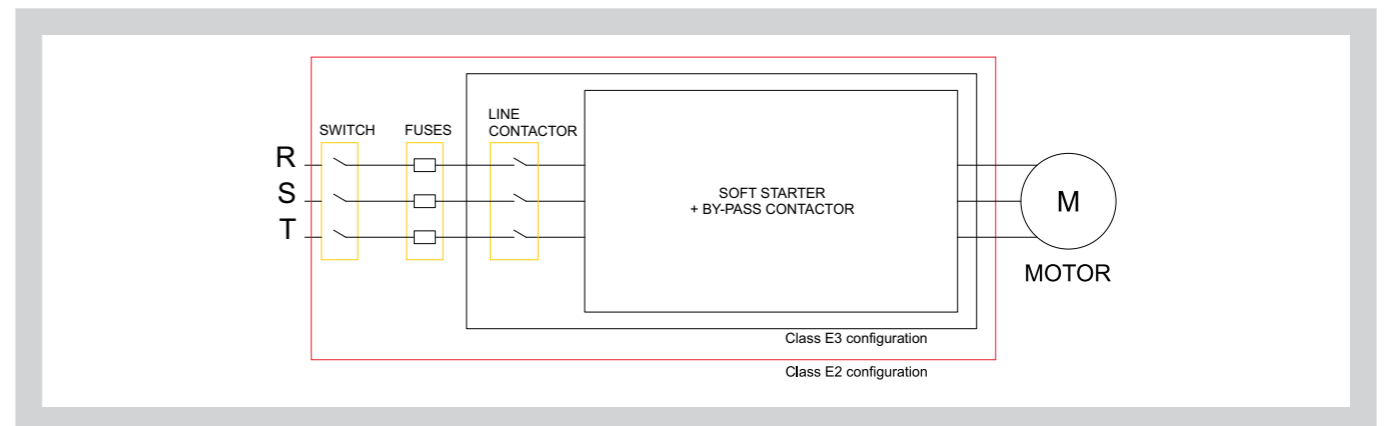 SWITCH
FUSES
LINE
CONTACTOR
R
S
T
SOFT STARTER
+ BY-PASS CONTACTOR
M
MOTOR
Class E3 configuration
Class E2 configuration